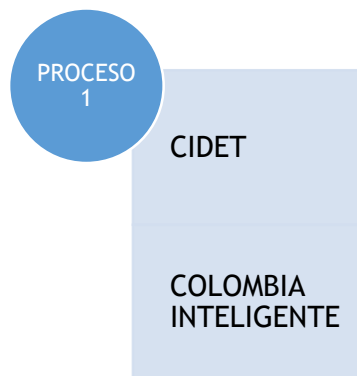 PROCESO
1
CIDET
COLOMBIA
INTELIGENTE